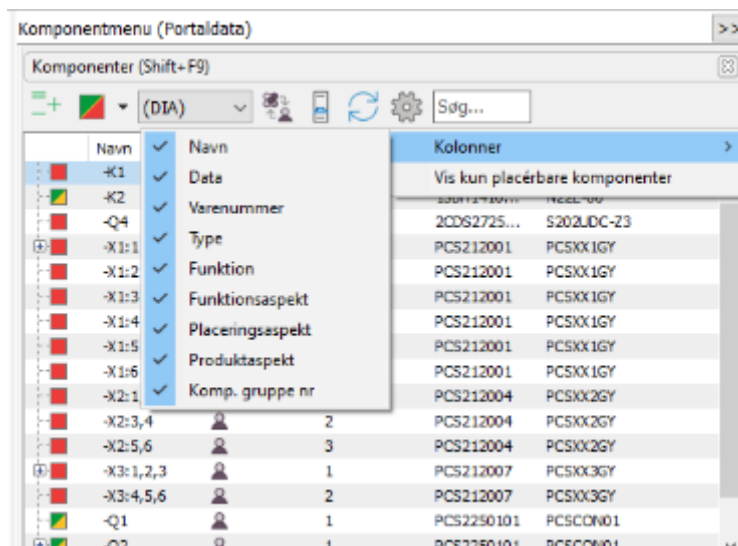 Komponentmenu (Portaldata) >>
Komponenter (Shift+F9)
(DIA) Søg...
Navn
Kolonner >
Vis kun placérbare komponenter
Navn
Data
Varenummer
Type
Funktion
Funktionsaspekt
Placeringsaspekt
Produktaspekt
Komp. gruppe nr
-K1
-K2
-Q4 2CDS2725... S202UDC-Z3
-X1:1 PCS212001 PCSXX1GY
-X1:2 PCS212001 PCSXX1GY
-X1:3 PCS212001 PCSXX1GY
-X1:4 PCS212001 PCSXX1GY
-X1:5 PCS212001 PCSXX1GY
-X1:6 PCS212001 PCSXX1GY
-X2:1 PCS212004 PCSXX2GY
-X2:3,4 2 PCS212004 PCSXX2GY
-X2:5,6 3 PCS212004 PCSXX2GY
-X3:1,2,3 1 PCS212007 PCSXX3GY
-X3:4,5,6 2 PCS212007 PCSXX3GY
-Q1 1 PCS2250101 PCSCON01